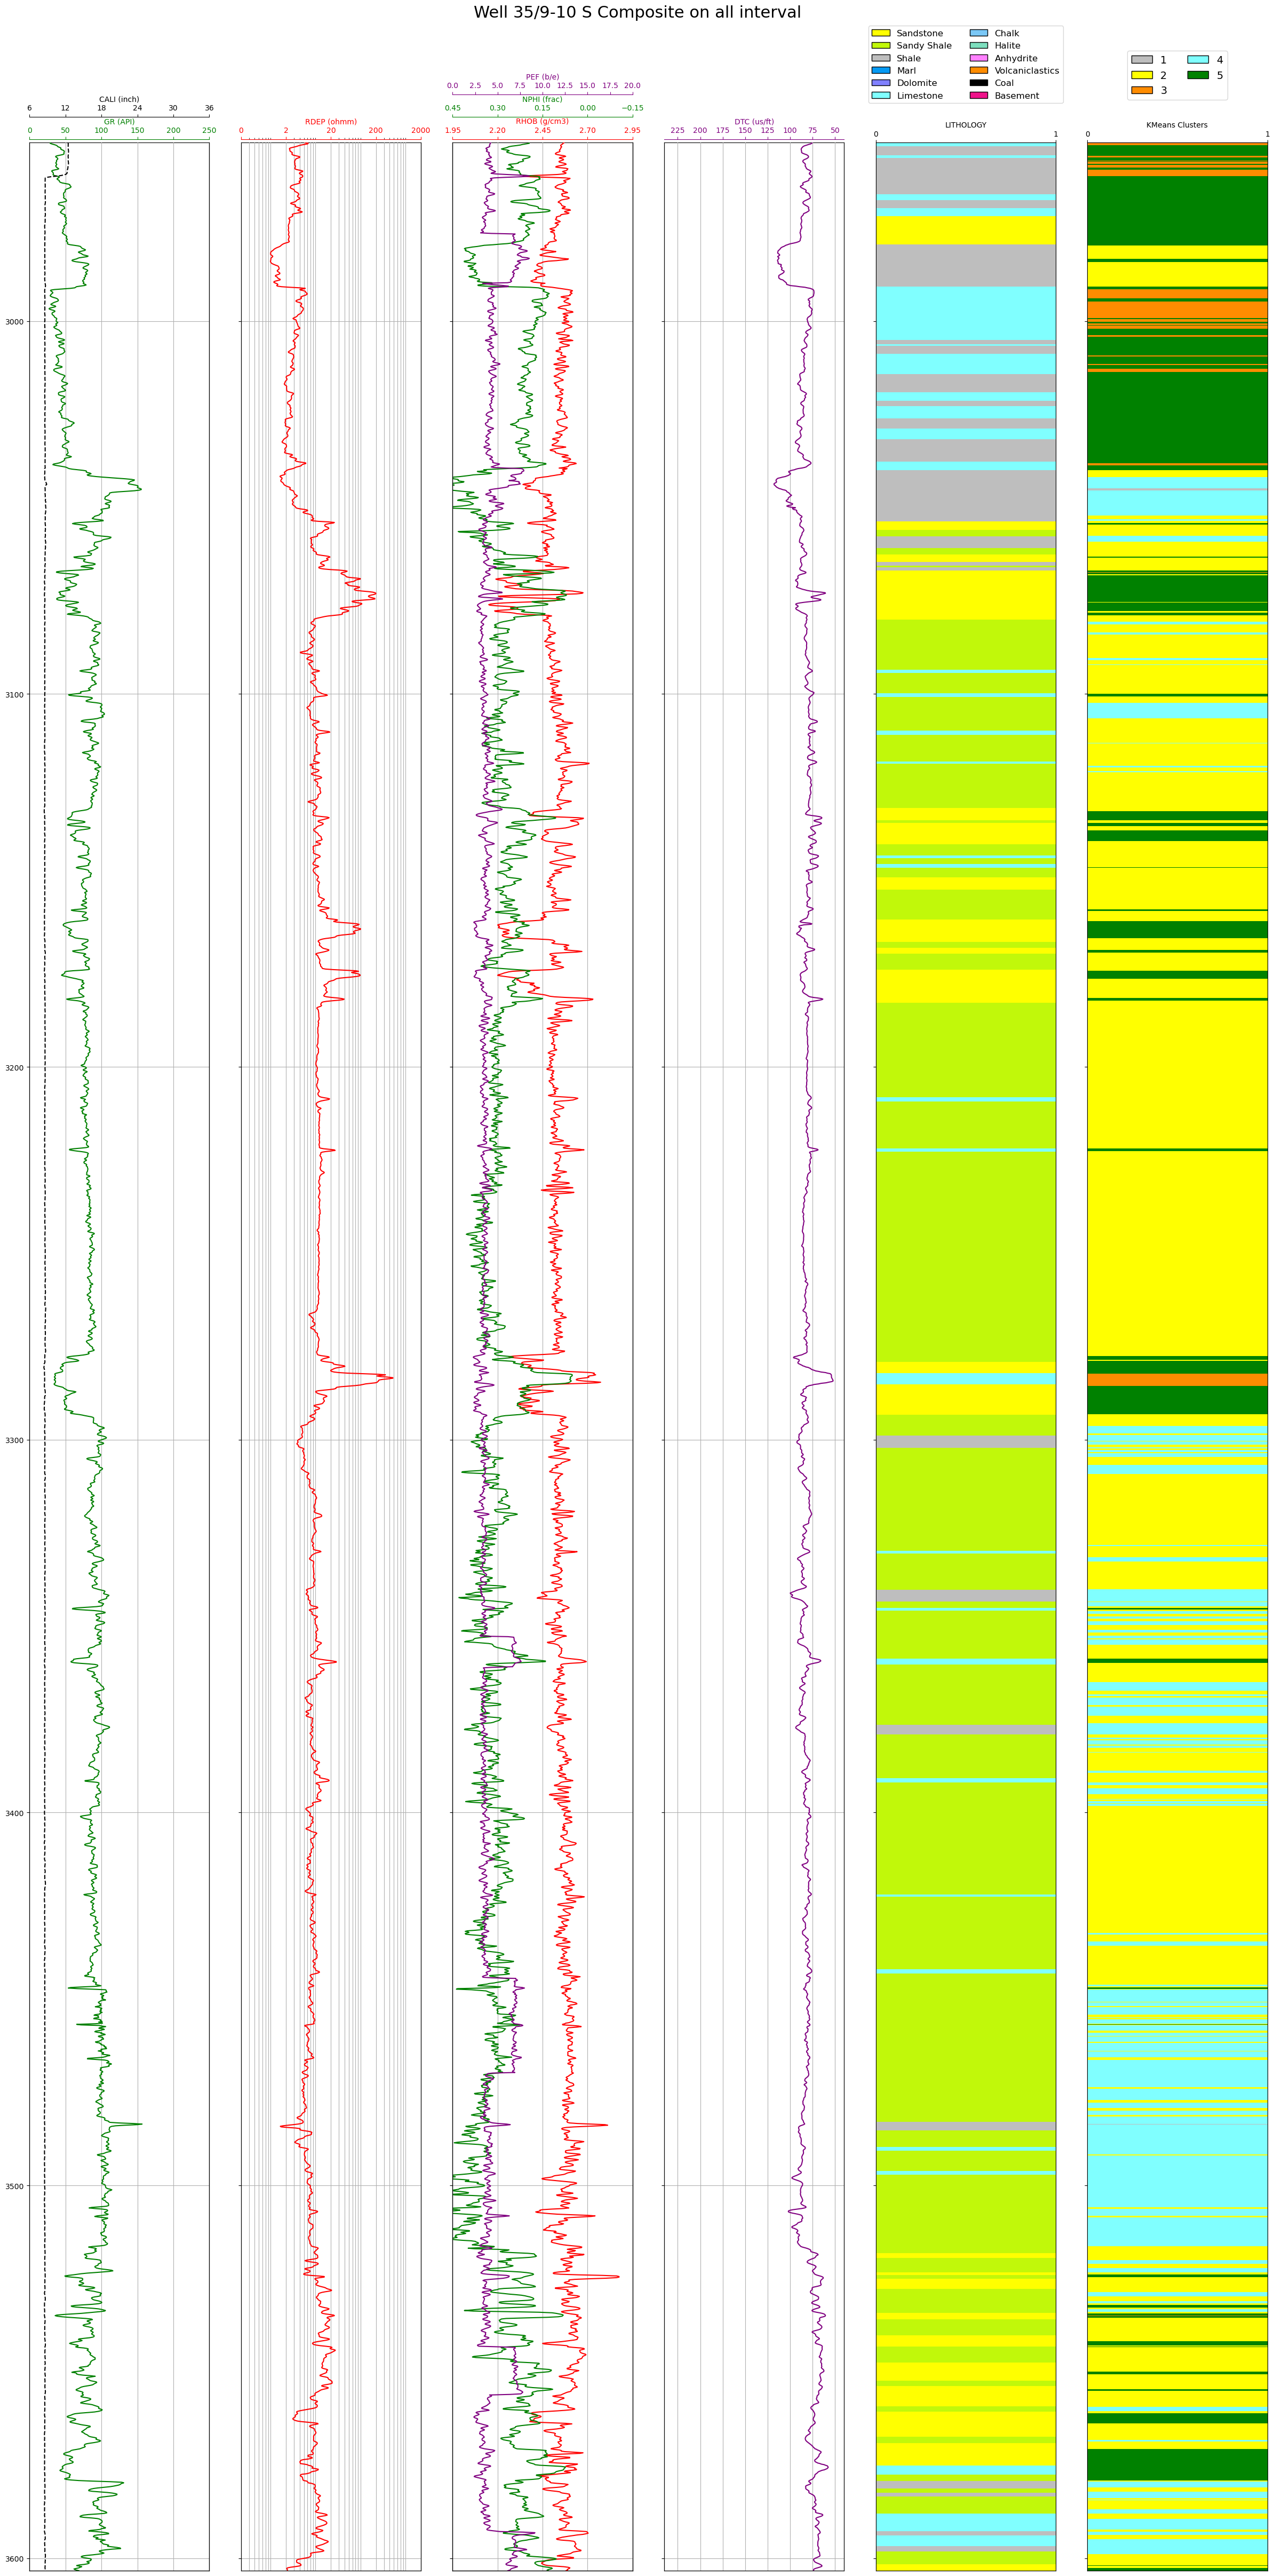 Well 35/9-10 S Composite on all interval
Sandstone
Sandy Shale
Shale
Marl
Dolomite
Limestone
Chalk
Halite
Anhydrite
Volcaniclastics
Coal
Basement
1
2
3
4
5
PEF (b/e)
0.0 2.5 5.0 7.5 10.0 12.5 15.0 17.5 20.0
CALI (inch)
6 12 18 24 30 36
NPHI (frac)
0.45 0.30 0.15 0.00 −0.15
GR (API)
0 50 100 150 200 250
RDEP (ohmm)
0 2 20 200 2000
RHOB (g/cm3)
1.95 2.20 2.45 2.70 2.95
DTC (us/ft)
225 200 175 150 125 100 75 50
LITHOLOGY
0 1
KMeans Clusters
0 1
3000
3100
3200
3300
3400
3500
3600